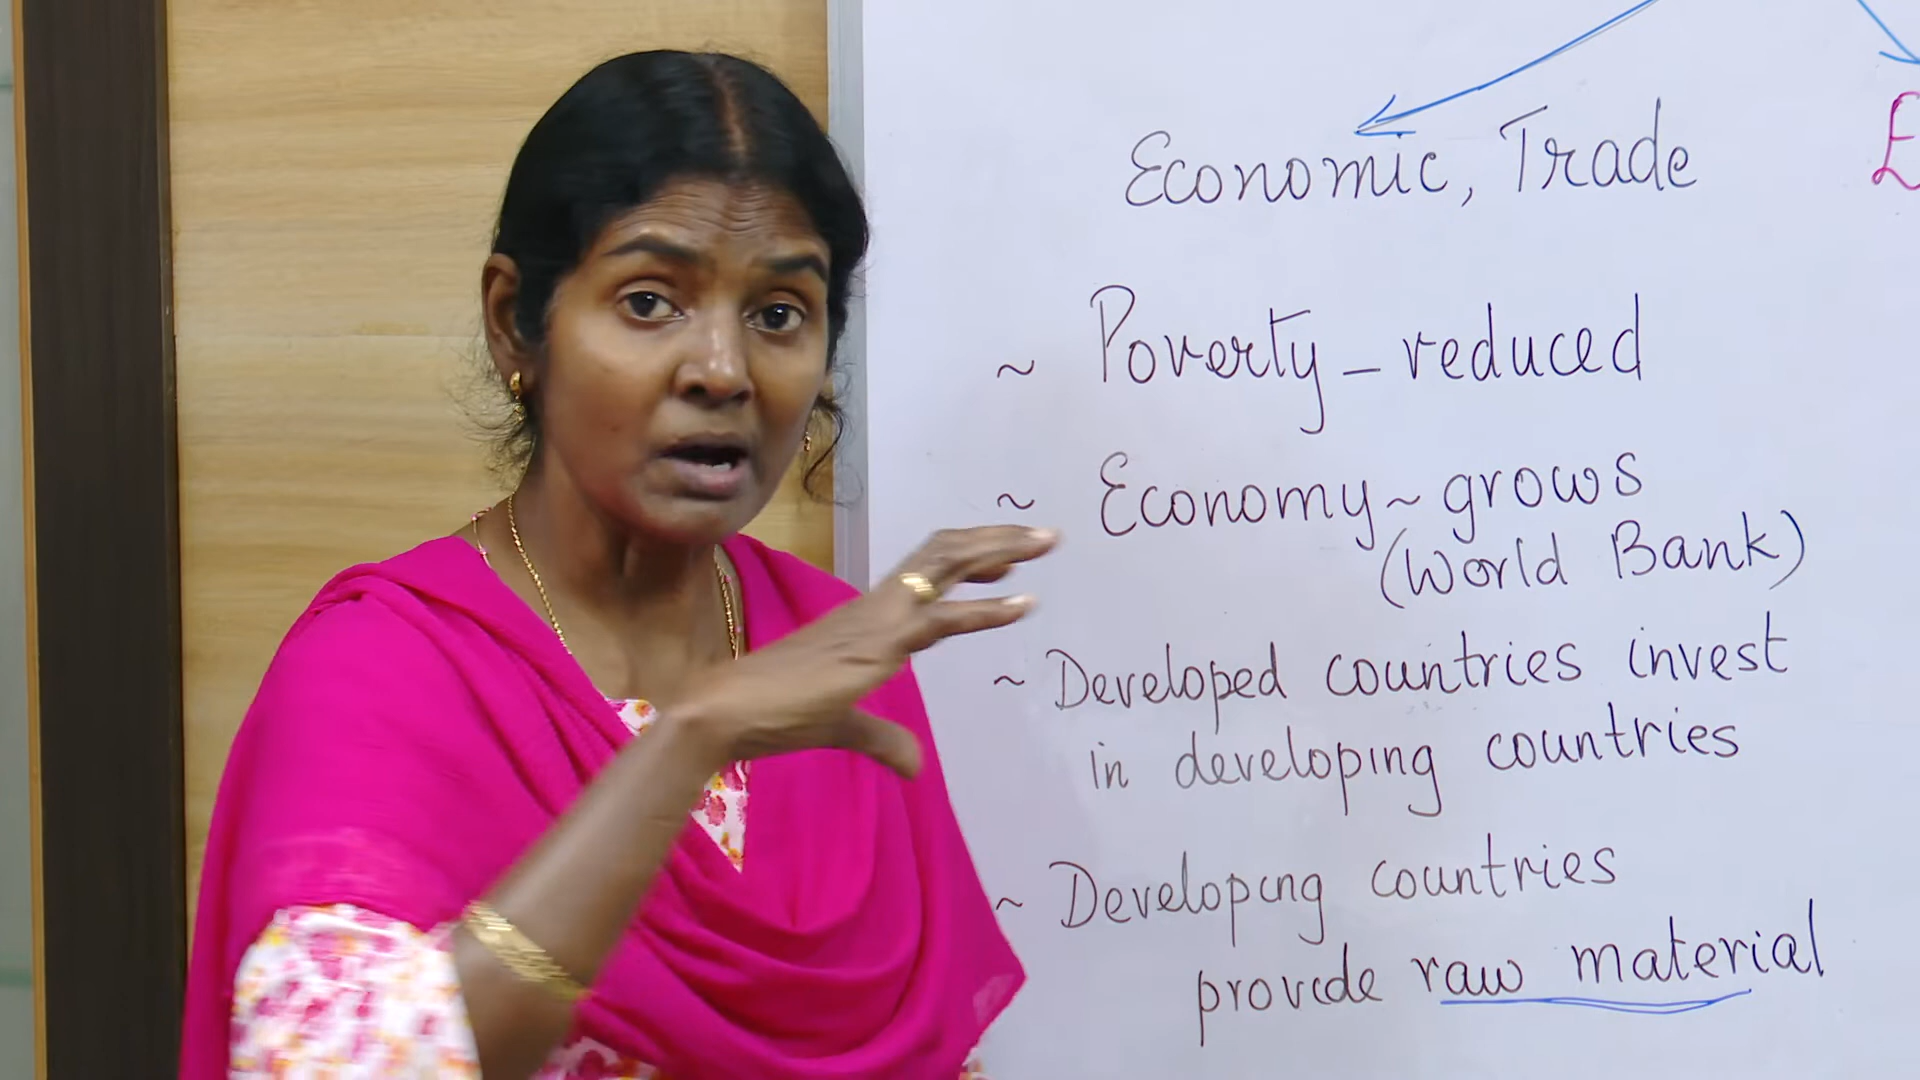 Economic, Trade
E
~ Poverty - reduced
~ Economy ~ grows
(World Bank)
~ Developed countries invest
in developing countries
~ Developing countries
provide raw material